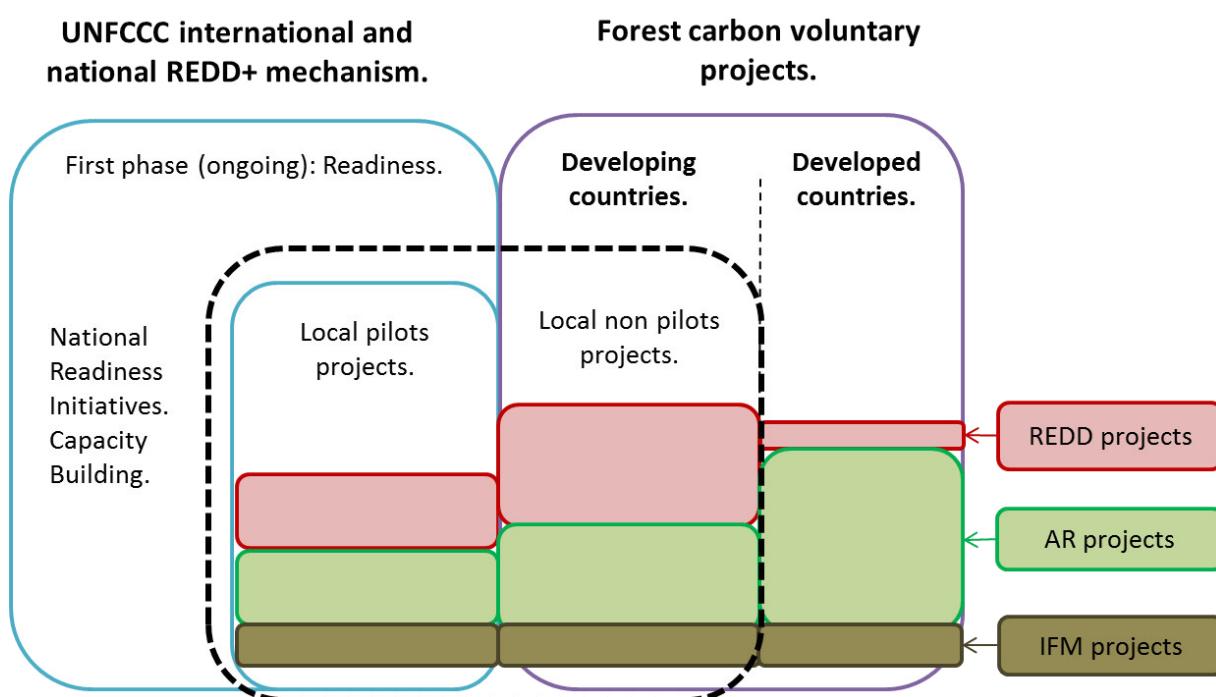 UNFCCC international and
national REDD+ mechanism.
Forest carbon voluntary
projects.
First phase (ongoing): Readiness.
Developing
countries.
Developed
countries.
National
Readiness
Initiatives.
Capacity
Building.
Local pilots
projects.
Local non pilots
projects.
REDD projects
AR projects
IFM projects